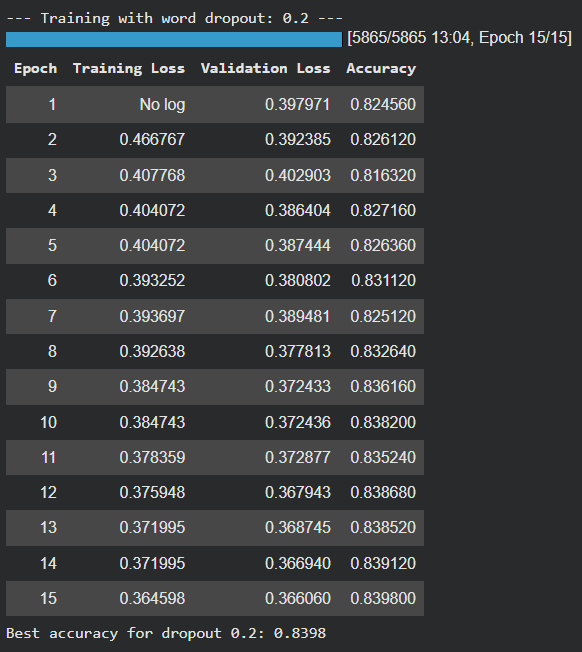 --- Training with word dropout: 0.2 ---
[5865/5865 13:04, Epoch 15/15]
Epoch Training Loss Validation Loss Accuracy
1 No log 0.397971 0.824560
2 0.466767 0.392385 0.826120
3 0.407768 0.402903 0.816320
4 0.404072 0.386404 0.827160
5 0.404072 0.387444 0.826360
6 0.393252 0.380802 0.831120
7 0.393697 0.389481 0.825120
8 0.392638 0.377813 0.832640
9 0.384743 0.372433 0.836160
10 0.384743 0.372436 0.838200
11 0.378359 0.372877 0.835240
12 0.375948 0.367943 0.838680
13 0.371995 0.368745 0.838520
14 0.371995 0.366940 0.839120
15 0.364598 0.366060 0.839800
Best accuracy for dropout 0.2: 0.8398